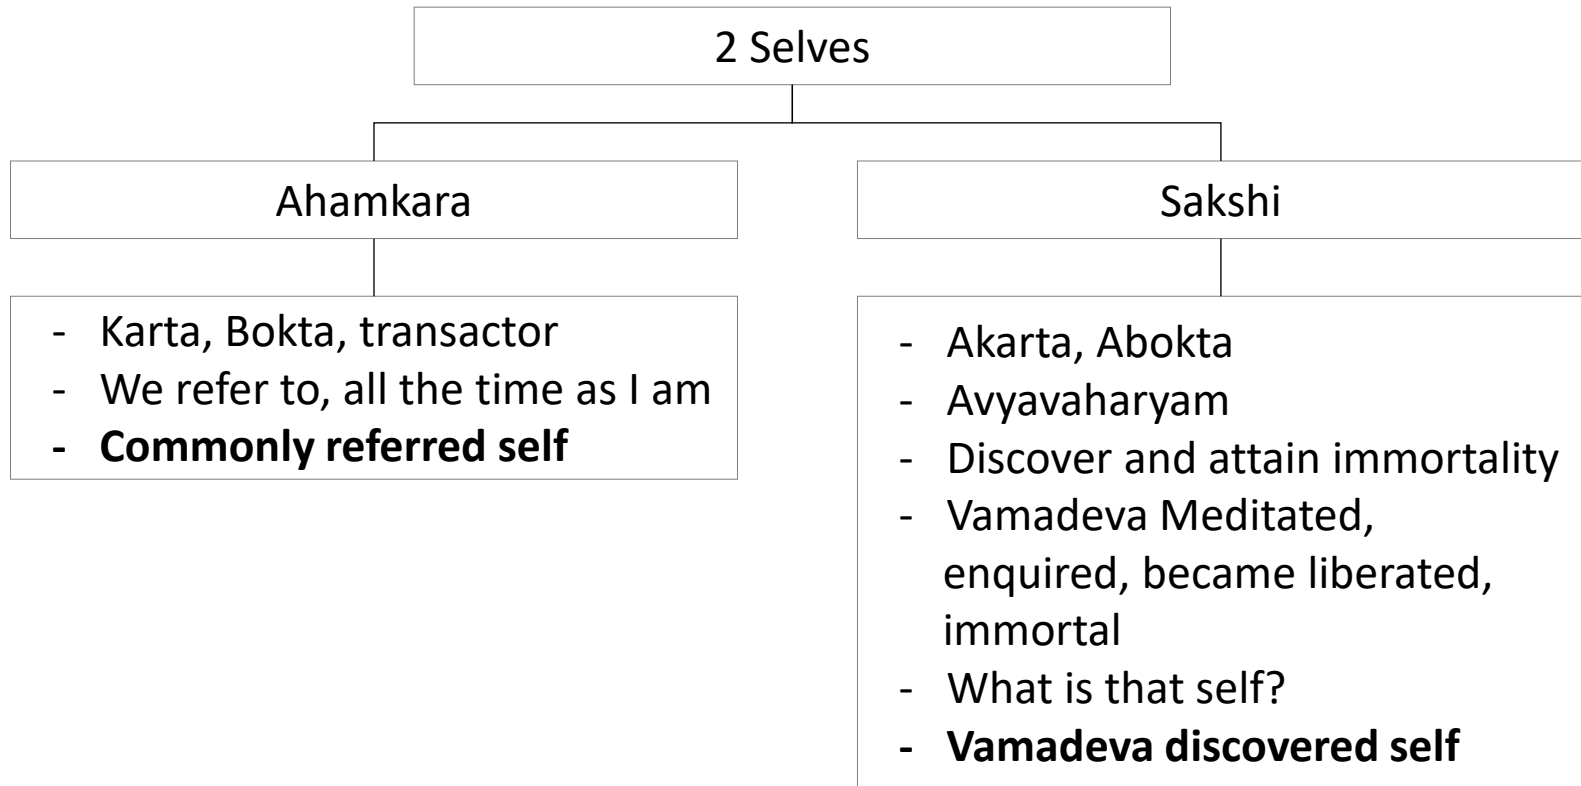 2 Selves
Ahamkara
- Karta, Bokta, transactor
- We refer to, all the time as I am
- Commonly referred self
Sakshi
- Akarta, Abokta
- Avyavaharyam
- Discover and attain immortality
- Vamadeva Meditated,
enquired, became liberated,
immortal
- What is that self?
- Vamadeva discovered self